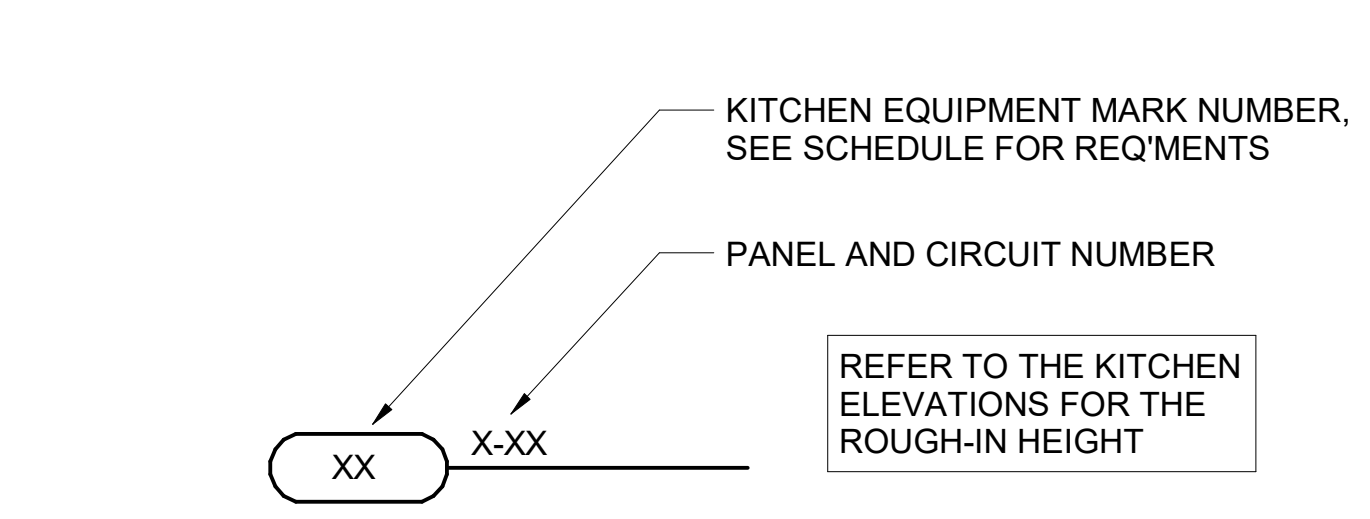 KITCHEN EQUIPMENT MARK NUMBER,
SEE SCHEDULE FOR REQ'MENTS
PANEL AND CIRCUIT NUMBER
REFER TO THE KITCHEN
ELEVATIONS FOR THE
ROUGH-IN HEIGHT
X-XX
XX